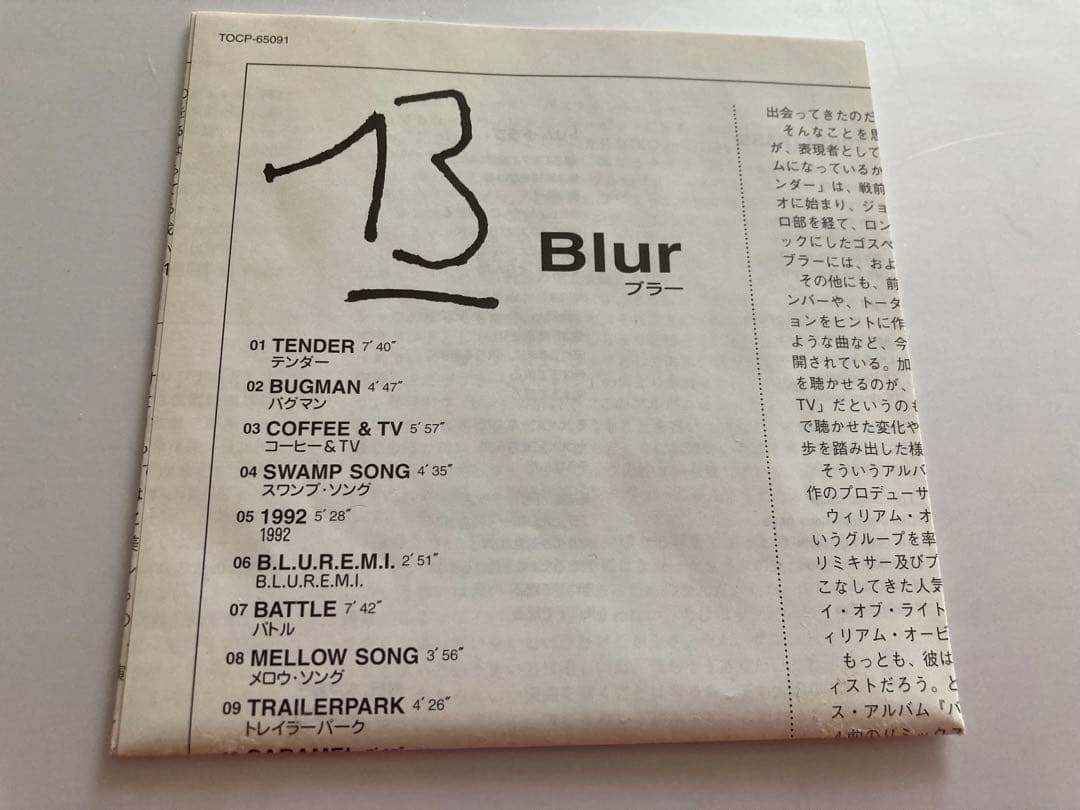 TOCP-65091
13
Blur
ブラー
01 TENDER 7′40″
テンダー
02 BUGMAN 4′47″
バグマン
03 COFFEE & TV 5′57″
コーヒー&TV
04 SWAMP SONG 4′35″
スワンプ・ソング
05 1992 5′28″
1992
06 B.L.U.R.E.M.I. 2′51″
B.L.U.R.E.M.I.
07 BATTLE 7′42″
バトル
08 MELLOW SONG 3′56″
メロウ・ソング
09 TRAILERPARK 4′26″
トレイラーパーク
出会ってきたのだ
そんなことを思
が、表現者として
ムになっているか
ンダー」は、戦前
オに始まり、ジョ
ロ部を経て、ロン
ックにしたゴスペ
ブラーには、およ
その他にも、前
ンバーや、トータ
ョンをヒントに作
ような曲など、今
開されている。加
を聴かせるのが、
TV」だというのも
で聴かせた変化や
歩を踏み出した様
そういうアルバ
作のプロデューサ
ウィリアム・オ
いうグループを率
リミキサー及びプ
こなしてきた人気
イ・オブ・ライト
ィリアム・オービ
もっとも、彼は
ィストだろう。と
ス・アルバム『バ
4曲のリミックス